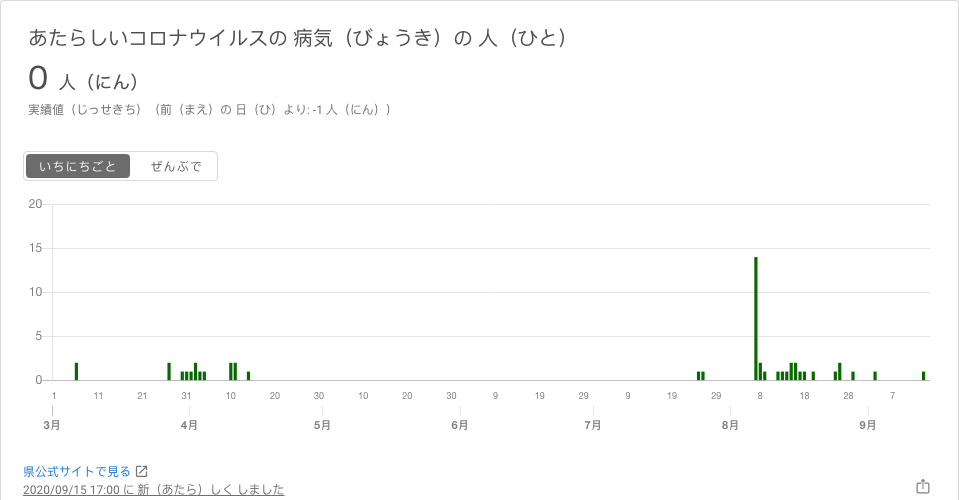 あたらしいコロナウイルスの 病気（びょうき）の 人（ひと）
0 人（にん）
実績値（じっせきち）（前（まえ）の 日（ひ）より: -1 人（にん））
いちにちごと ぜんぶで
20
15
10
5
0
1 11 21 31 10 20 30 10 20 30 9 19 29 9 19 29 8 18 28 7
3月 4月 5月 6月 7月 8月 9月
県公式サイトで見る
2020/09/15 17:00 に 新（あたら）しく しました